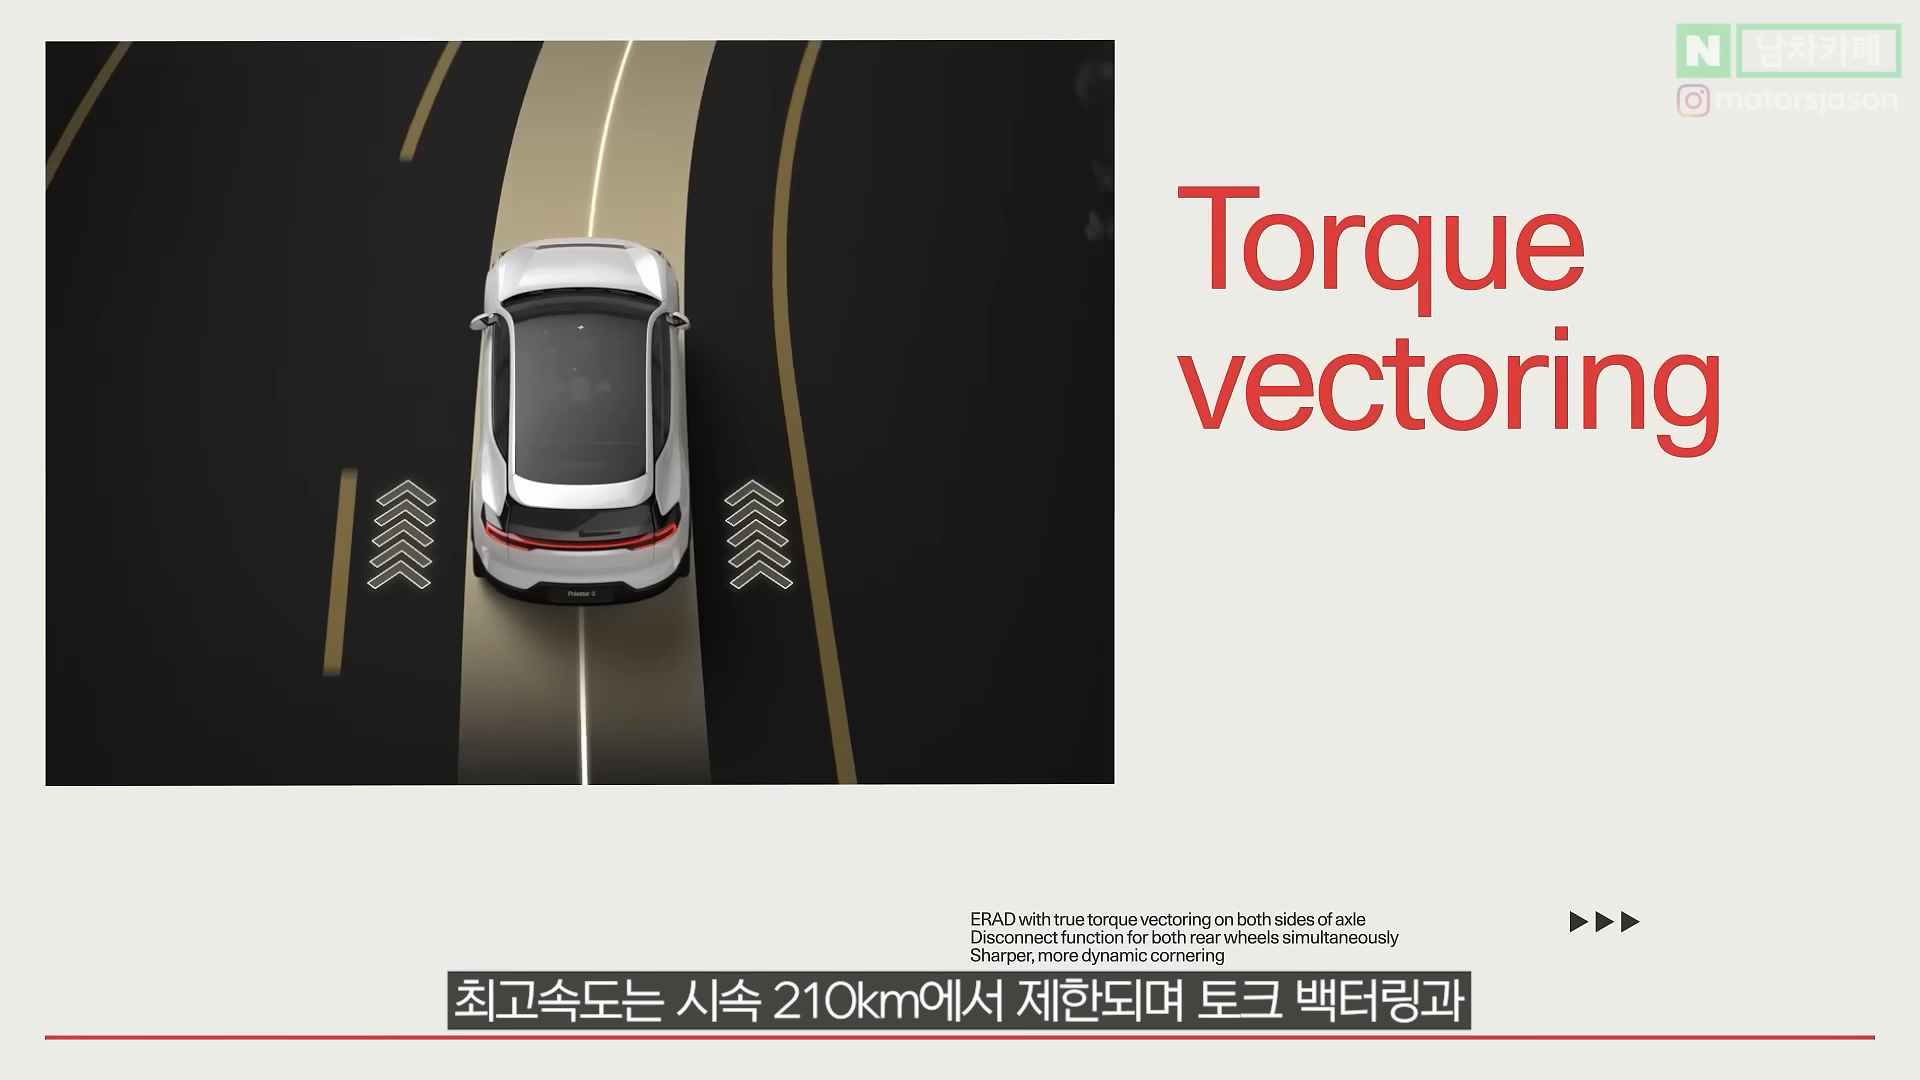 N 남차카페
motorsjason
Torque
vectoring
Polestar 3
ERAD with true torque vectoring on both sides of axle
Disconnect function for both rear wheels simultaneously
Sharper, more dynamic cornering
최고속도는 시속 210km에서 제한되며 토크 백터링과